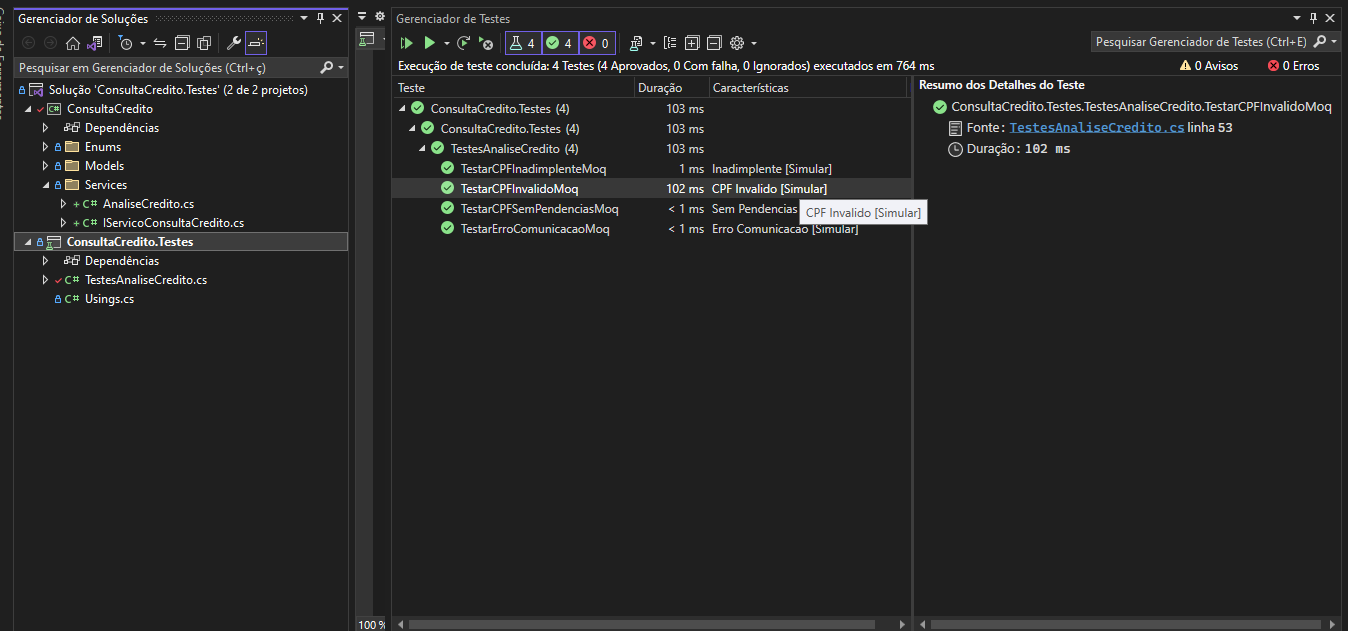 Gerenciador de Soluções
Pesquisar em Gerenciador de Soluções (Ctrl+ç)
Solução 'ConsultaCredito.Testes' (2 de 2 projetos)
C# ConsultaCredito
Dependências
Enums
Models
Services
+ C# AnaliseCredito.cs
+ C# IServicoConsultaCredito.cs
ConsultaCredito.Testes
Dependências
C# TestesAnaliseCredito.cs
C# Usings.cs
100 %
Gerenciador de Testes
4 4 0
Pesquisar Gerenciador de Testes (Ctrl+E)
Execução de teste concluída: 4 Testes (4 Aprovados, 0 Com falha, 0 Ignorados) executados em 764 ms
0 Avisos 0 Erros
Teste Duração Características
ConsultaCredito.Testes (4) 103 ms
ConsultaCredito.Testes (4) 103 ms
TestesAnaliseCredito (4) 103 ms
TestarCPFInadimplenteMoq 1 ms Inadimplente [Simular]
TestarCPFInvalidoMoq 102 ms CPF Invalido [Simular]
TestarCPFSemPendenciasMoq < 1 ms Sem Pendencias
CPF Invalido [Simular]
TestarErroComunicacaoMoq < 1 ms Erro Comunicacao [Simular]
Resumo dos Detalhes do Teste
ConsultaCredito.Testes.TestesAnaliseCredito.TestarCPFInvalidoMoq
Fonte: TestesAnaliseCredito.cs linha 53
Duração: 102 ms